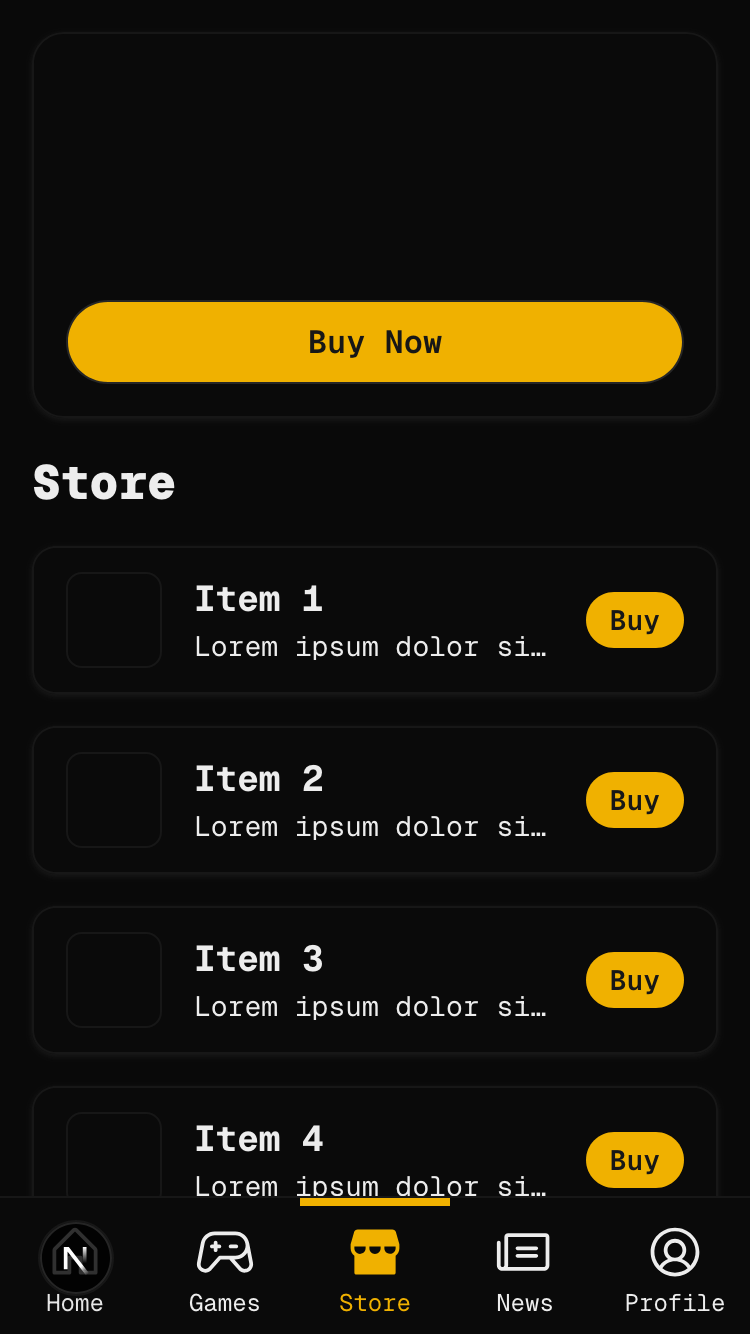 Buy Now
Store
Item 1
Lorem ipsum dolor si…
Buy
Item 2
Lorem ipsum dolor si…
Buy
Item 3
Lorem ipsum dolor si…
Buy
Item 4
Lorem ipsum dolor si…
Buy
N
Home
Games
Store
News
Profile